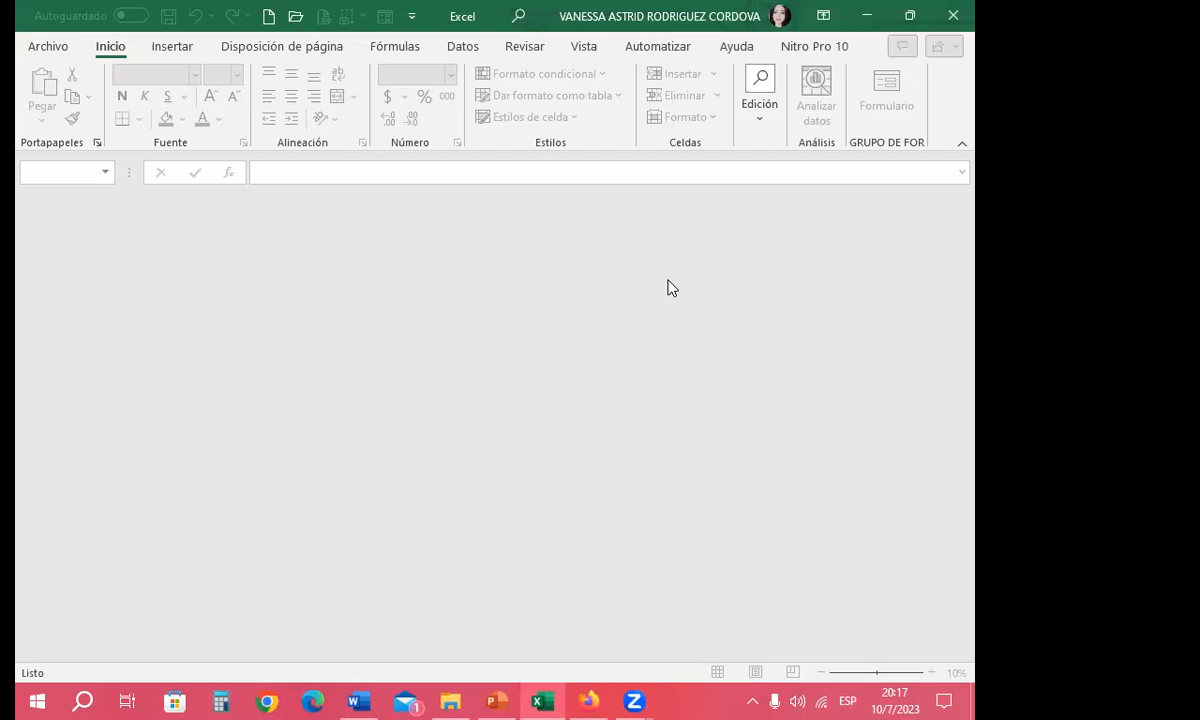 Autoguardado
Excel
VANESSA ASTRID RODRIGUEZ CORDOVA
Archivo Inicio Insertar Disposición de página Fórmulas Datos Revisar Vista Automatizar Ayuda Nitro Pro 10
Pegar
N K S A A
$ % 000
Formato condicional
Dar formato como tabla
Estilos de celda
Insertar
Eliminar
Formato
Edición
Analizar
datos
Formulario
Portapapeles Fuente Alineación Número Estilos Celdas Análisis GRUPO DE FOR
fx
Listo
10%
1
ESP
20:17
10/7/2023